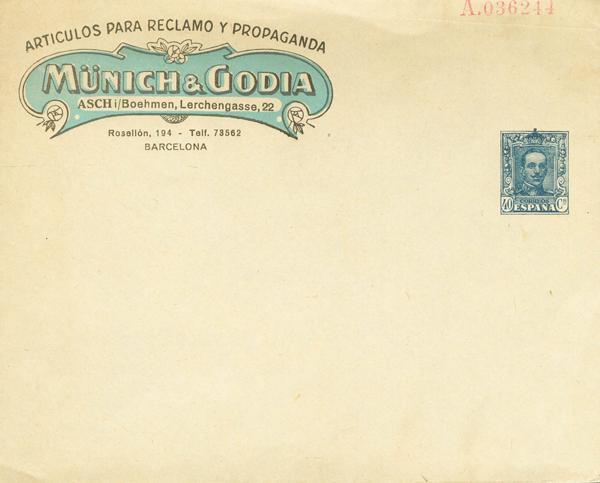 A.036244
ARTICULOS PARA RECLAMO Y PROPAGANDA
MÜNICH & GODIA
ASCH i/Boehmen, Lerchengasse, 22
Rosellón, 194 - Telf. 73562
BARCELONA
CORREOS
40 ESPAÑA Cs